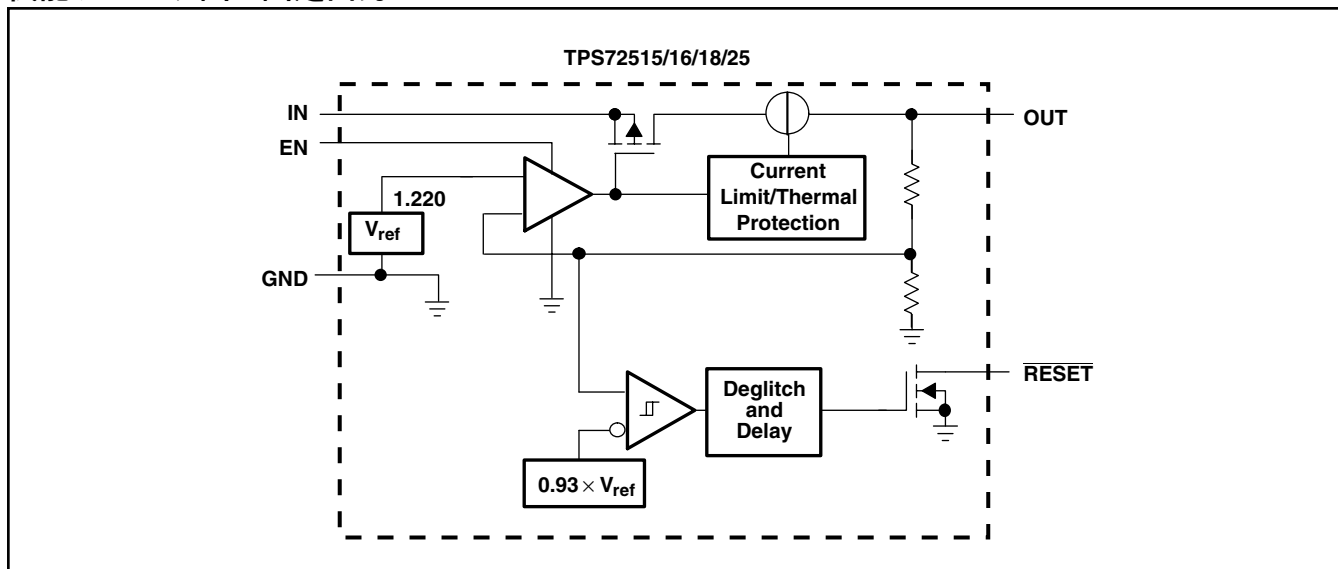 TPS72515/16/18/25
IN
OUT
EN
Current
Limit/Thermal
Protection
1.220
Vref
GND
RESET
Deglitch
and
Delay
0.93 × Vref